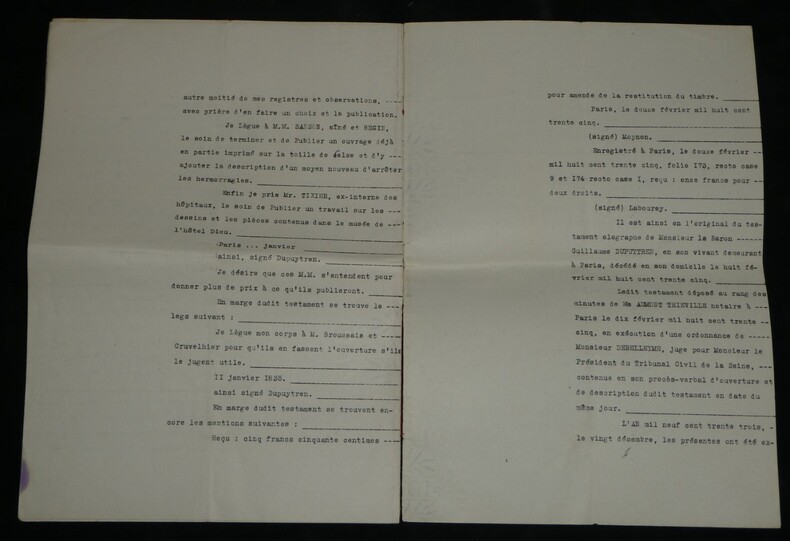 autre moitié de mes registres et observations, ----
avec prière d'en faire un choix et la publication.
Je Lègue à M.M. SANSON, aîné et BEGIN,
le soin de terminer et de Publier un ouvrage déjà
en partie imprimé sur la taille de et d'y ---
ajouter la description d'un moyen nouveau d'arrêter
les hemorragies.
Enfin je prie Mr. TIXIER, ex-interne des
hôpitaux, le soin de Publier un travail sur les ----
dessins et les pièces contenus dans le musée de ----
l'hôtel Dieu.
Paris ... janvier
ainsi, signé Dupuytren.
Je désire que ces M.M. s'entendent pour
donner plus de prix à ce qu'ils publieront.
En marge dudit testament se trouve le ----
legs suivant :
Je Lègue mon corps à M. Broussais et
Cruvelhier pour qu'ils en fassent l'ouverture s'ils
le jugent utile.
II janvier 1835.
ainsi signé Dupuytren.
En marge dudit testament se trouvent en-
core les mentions suivantes :
Reçu : cinq francs cinquante centimes ----
pour amende de la restitution du timbre.
Paris, le douze février mil huit cent
trente cinq.
(signé) Moynon.
Enregistré à Paris, le douze février ----
mil huit cent trente cinq, folio 173, recto case
9 et 174 recto case I, reçu : onze francs pour ----
deux droits.
(signé) Labourey.
Il est ainsi en l'original du tes-
tament olographe de Monsieur le Baron ------
Guillaume DUPUYTREN, en son vivant demeurant
à Paris, décédé en son domicile le huit fé-
vrier mil huit cent trente cinq.
Ledit testament déposé au rang des
minutes de Me THIEVILLE notaire à ----
Paris le dix février mil huit cent trente --
cinq, en exécution d'une ordonnance de -----
Monsieur DEBELLEYME, juge pour Monsieur le
Président du Tribunal Civil de la Seine, ---
contenue en son procès-verbal d'ouverture et
de description dudit testament en date du
même jour.
L'AN mil neuf cent trente trois, -
le vingt décembre, les présentes ont été ex-